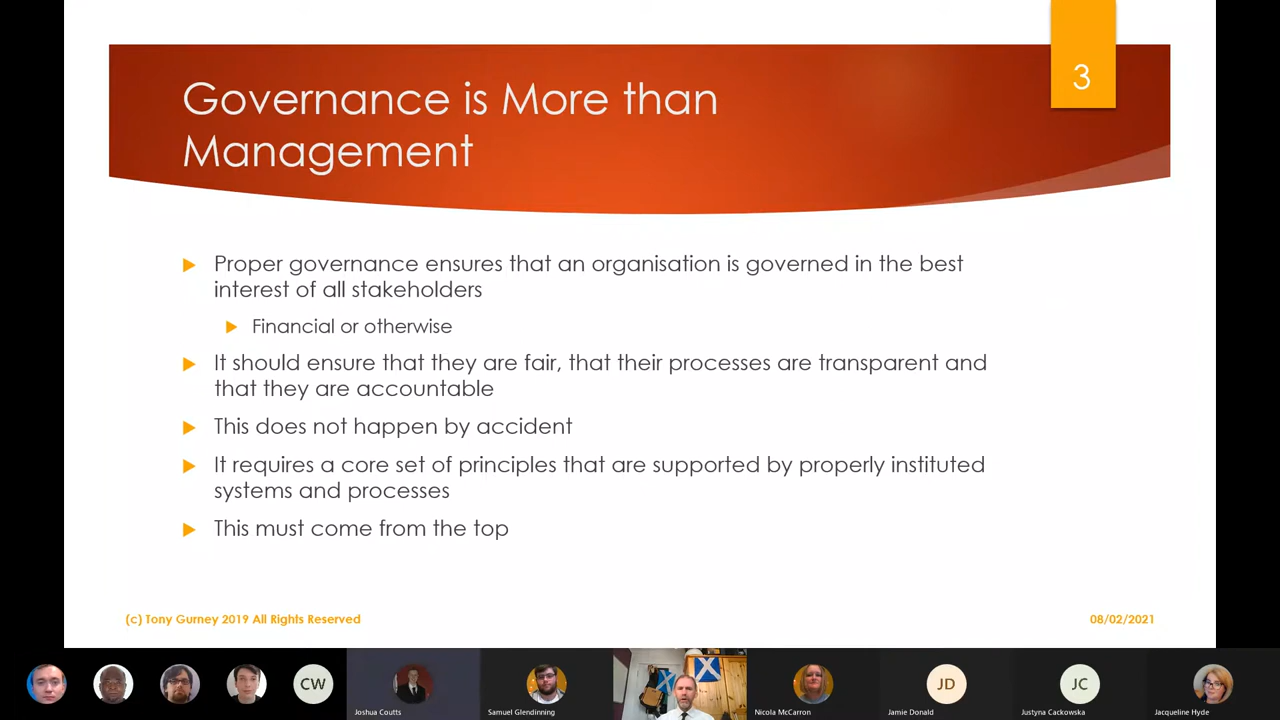 3
Governance is More than
Management
Proper governance ensures that an organisation is governed in the best
interest of all stakeholders
Financial or otherwise
It should ensure that they are fair, that their processes are transparent and
that they are accountable
This does not happen by accident
It requires a core set of principles that are supported by properly instituted
systems and processes
This must come from the top
(c) Tony Gurney 2019 All Rights Reserved
08/02/2021
CW
Joshua Coutts
Samuel Glendinning
Nicola McCarron
JD
Jamie Donald
JC
Justyna Cackowska
Jacqueline Hyde